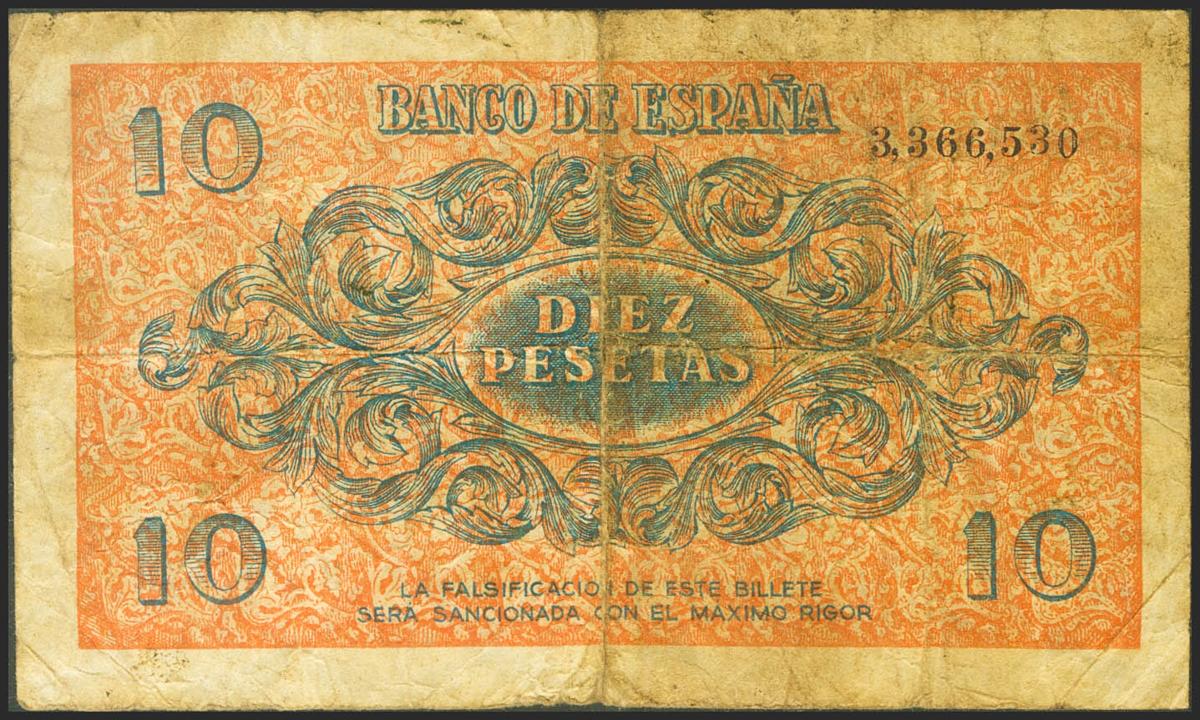 10
BANCO DE ESPAÑA
3,366,530
DIEZ
PESETAS
10
10
LA FALSIFICACION DE ESTE BILLETE
SERÁ SANCIONADA CON EL MAXIMO RIGOR